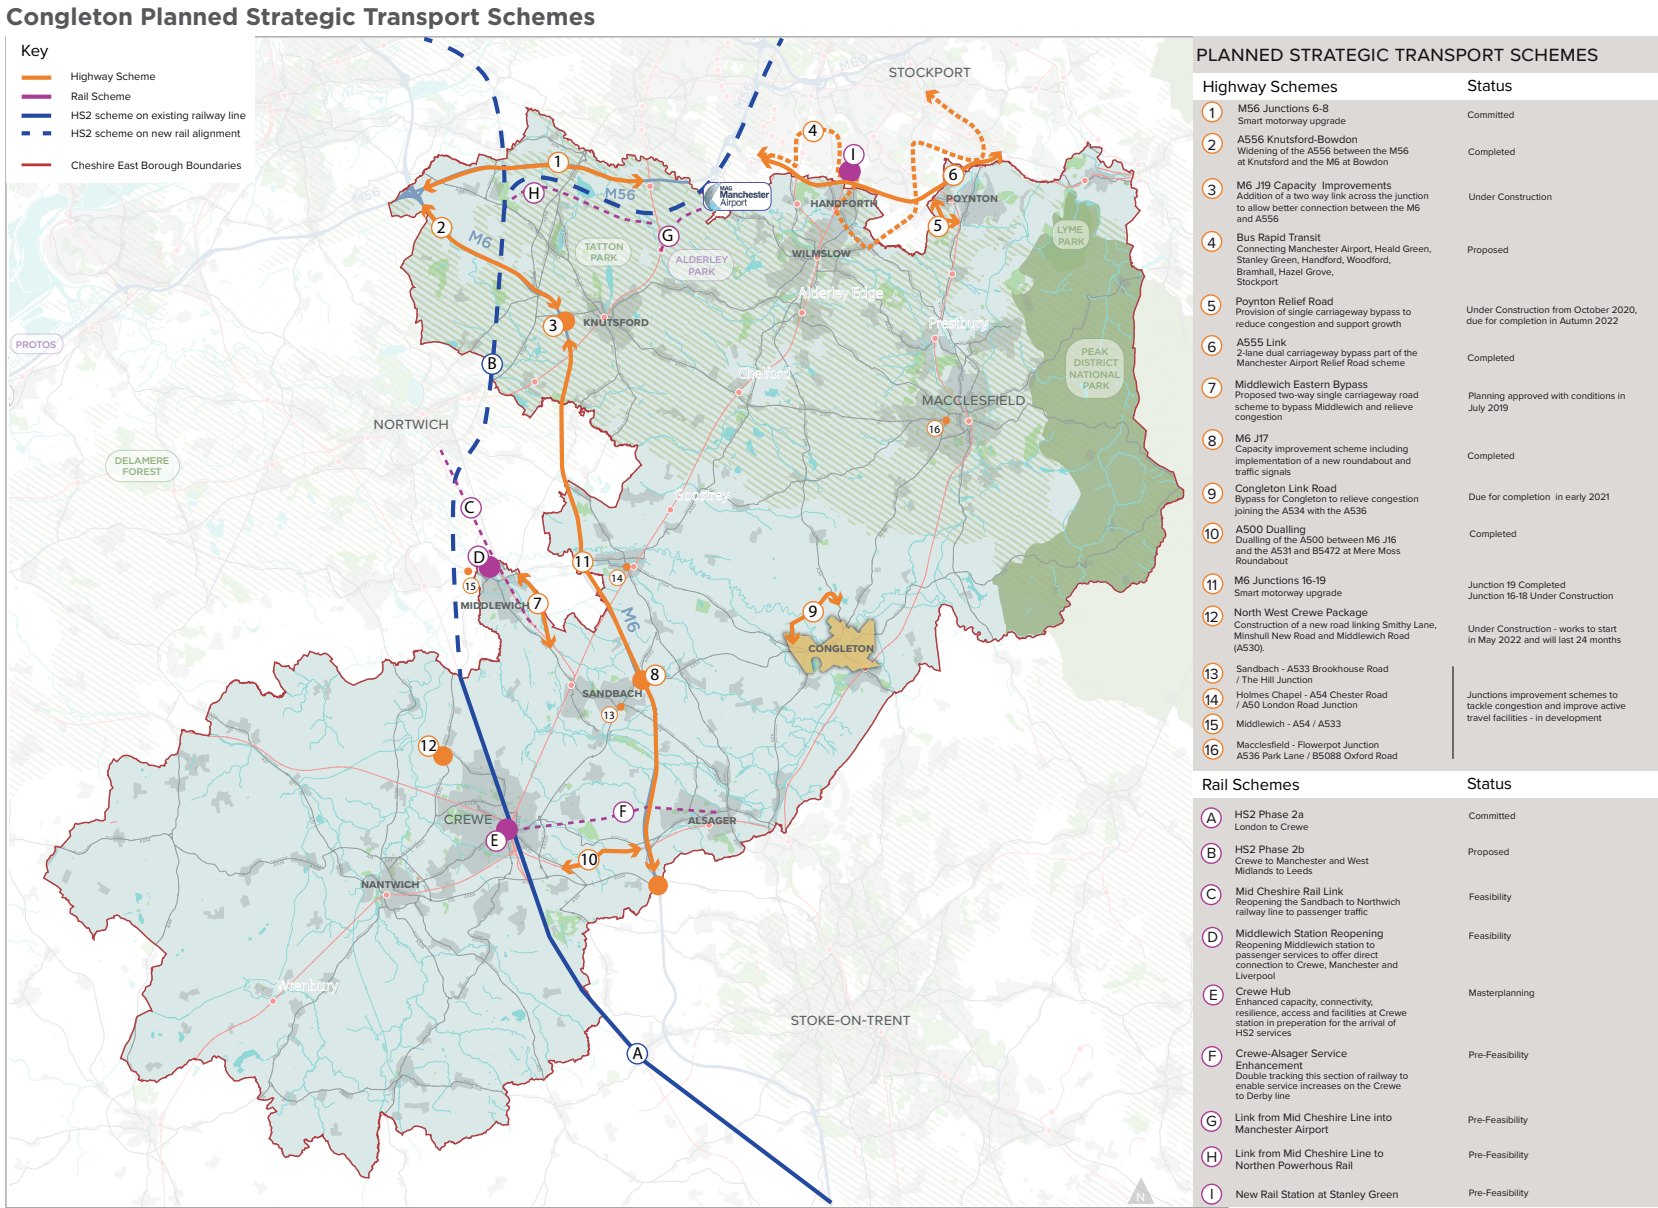 Congleton Planned Strategic Transport Schemes
Key
Highway Scheme
Rail Scheme
HS2 scheme on existing railway line
HS2 scheme on new rail alignment
Cheshire East Borough Boundaries
STOCKPORT
M60
4
I
1
H
M56
MAG
Manchester
Airport
6
HANDFORTH
POYNTON
5
2
M6
G
TATTON
PARK
ALDERLEY
PARK
LYME
PARK
WILMSLOW
Alderley Edge
3
KNUTSFORD
Prestbury
PROTOS
B
PEAK
DISTRICT
NATIONAL
PARK
Chelford
MACCLESFIELD
NORTWICH
16
DELAMERE
FOREST
Goostrey
C
D
11
14
15
MIDDLEWICH
7
M6
9
CONGLETON
8
SANDBACH
13
12
CREWE
F
ALSAGER
E
10
NANTWICH
Wrenbury
STOKE-ON-TRENT
A
N
PLANNED STRATEGIC TRANSPORT SCHEMES
Highway Schemes
Status
1
M56 Junctions 6-8
Smart motorway upgrade
Committed
2
A556 Knutsford-Bowdon
Widening of the A556 between the M56
at Knutsford and the M6 at Bowdon
Completed
3
M6 J19 Capacity Improvements
Addition of a two way link across the junction
to allow better connection between the M6
and A556
Under Construction
4
Bus Rapid Transit
Connecting Manchester Airport, Heald Green,
Stanley Green, Handford, Woodford,
Bramhall, Hazel Grove,
Stockport
Proposed
5
Poynton Relief Road
Provision of single carriageway bypass to
reduce congestion and support growth
Under Construction from October 2020,
due for completion in Autumn 2022
6
A555 Link
2-lane dual carriageway bypass part of the
Manchester Airport Relief Road scheme
Completed
7
Middlewich Eastern Bypass
Proposed two-way single carriageway road
scheme to bypass Middlewich and relieve
congestion
Planning approved with conditions in
July 2019
8
M6 J17
Capacity improvement scheme including
implementation of a new roundabout and
traffic signals
Completed
9
Congleton Link Road
Bypass for Congleton to relieve congestion
joining the A534 with the A536
Due for completion in early 2021
10
A500 Dualling
Dualling of the A500 between M6 J16
and the A531 and B5472 at Mere Moss
Roundabout
Completed
11
M6 Junctions 16-19
Smart motorway upgrade
Junction 19 Completed
Junction 16-18 Under Construction
12
North West Crewe Package
Construction of a new road linking Smithy Lane,
Minshull New Road and Middlewich Road
(A530).
Under Construction - works to start
in May 2022 and will last 24 months
13
Sandbach - A533 Brookhouse Road
/ The Hill Junction
14
Holmes Chapel - A54 Chester Road
/ A50 London Road Junction
15
Middlewich - A54 / A533
16
Macclesfield - Flowerpot Junction
A536 Park Lane / B5088 Oxford Road
Junctions improvement schemes to
tackle congestion and improve active
travel facilities - in development
Rail Schemes
Status
A
HS2 Phase 2a
London to Crewe
Committed
B
HS2 Phase 2b
Crewe to Manchester and West
Midlands to Leeds
Proposed
C
Mid Cheshire Rail Link
Reopening the Sandbach to Northwich
railway line to passenger traffic
Feasibility
D
Middlewich Station Reopening
Reopening Middlewich station to
passenger services to offer direct
connection to Crewe, Manchester and
Liverpool
Feasibility
E
Crewe Hub
Enhanced capacity, connectivity,
resilience, access and facilities at Crewe
station in preperation for the arrival of
HS2 services
Masterplanning
F
Crewe-Alsager Service
Enhancement
Double tracking this section of railway to
enable service increases on the Crewe
to Derby line
Pre-Feasibility
G
Link from Mid Cheshire Line into
Manchester Airport
Pre-Feasibility
H
Link from Mid Cheshire Line to
Northen Powerhous Rail
Pre-Feasibility
I
New Rail Station at Stanley Green
Pre-Feasibility